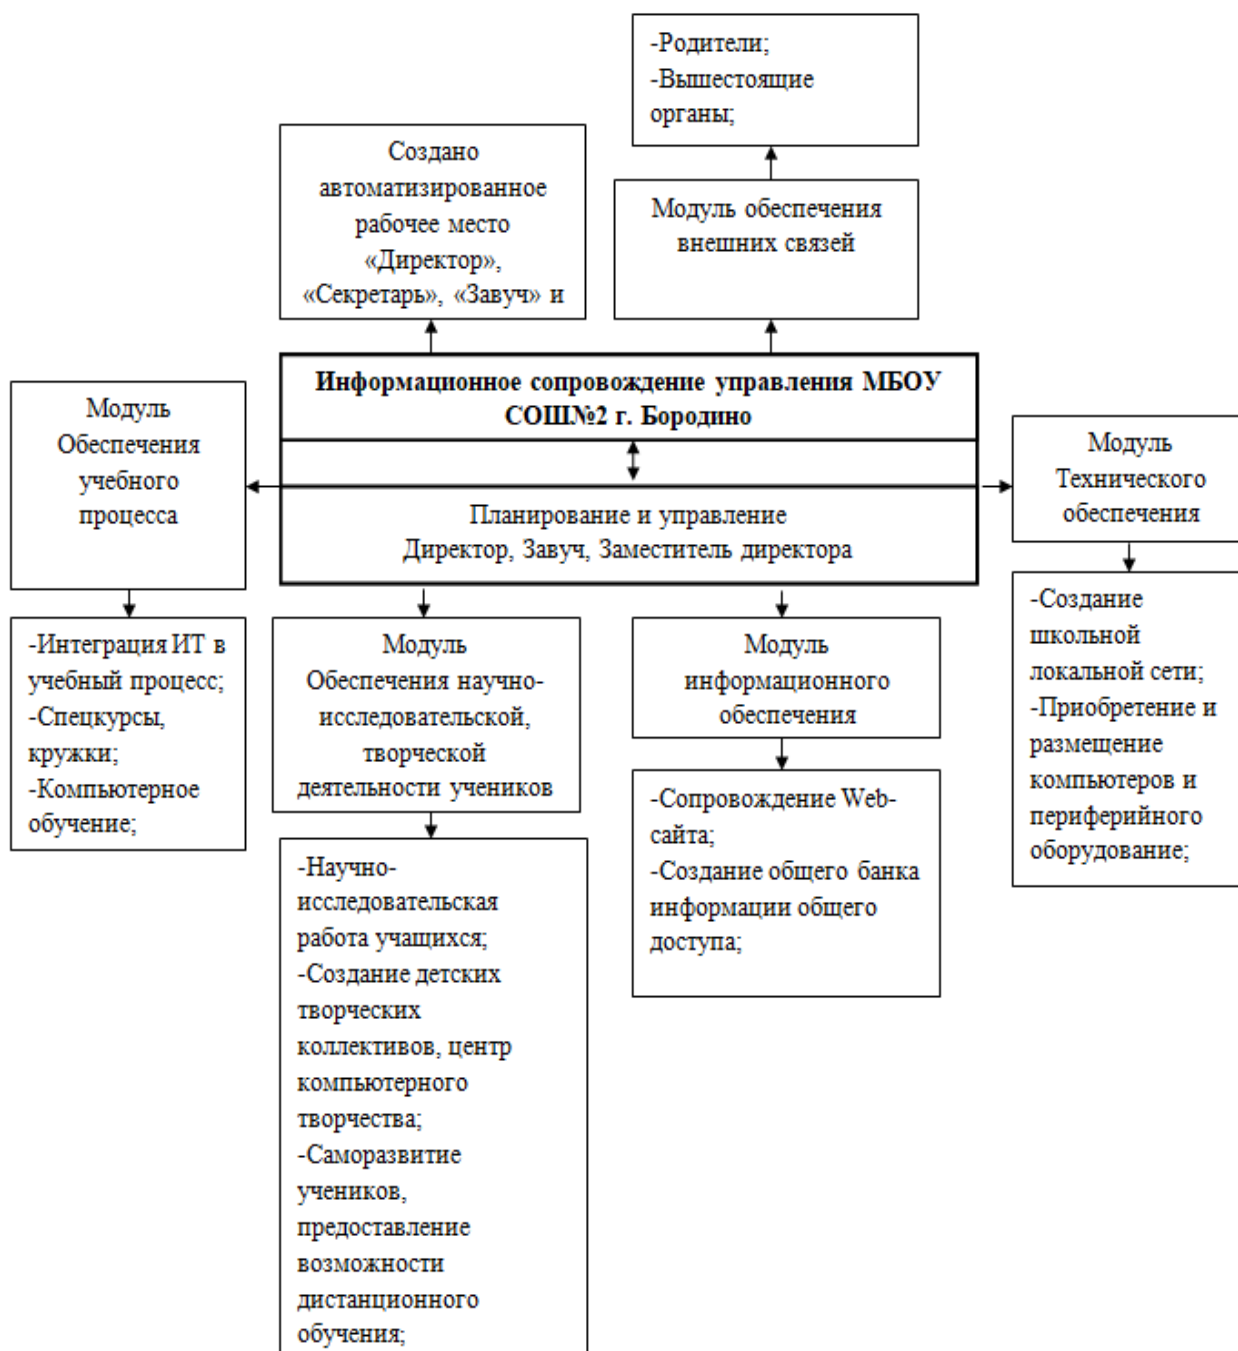 -Родители;
-Вышестоящие
органы;
Создано
автоматизированное
рабочее место
«Директор»,
«Секретарь», «Завуч» и
Модуль обеспечения
внешних связей
Информационное сопровождение управления МБОУ
СОШ№2 г. Бородино
Планирование и управление
Директор, Завуч, Заместитель директора
Модуль
Обеспечения
учебного
процесса
-Интеграция ИТ в
учебный процесс;
-Спецкурсы,
кружки;
-Компьютерное
обучение;
Модуль
Обеспечения научно-
исследовательской,
творческой
деятельности учеников
-Научно-
исследовательская
работа учащихся;
-Создание детских
творческих
коллективов, центр
компьютерного
творчества;
-Саморазвитие
учеников,
предоставление
возможности
дистанционного
обучения;
Модуль
информационного
обеспечения
-Сопровождение Web-
сайта;
-Создание общего банка
информации общего
доступа;
Модуль
Технического
обеспечения
-Создание
школьной
локальной сети;
-Приобретение и
размещение
компьютеров и
периферийного
оборудование;